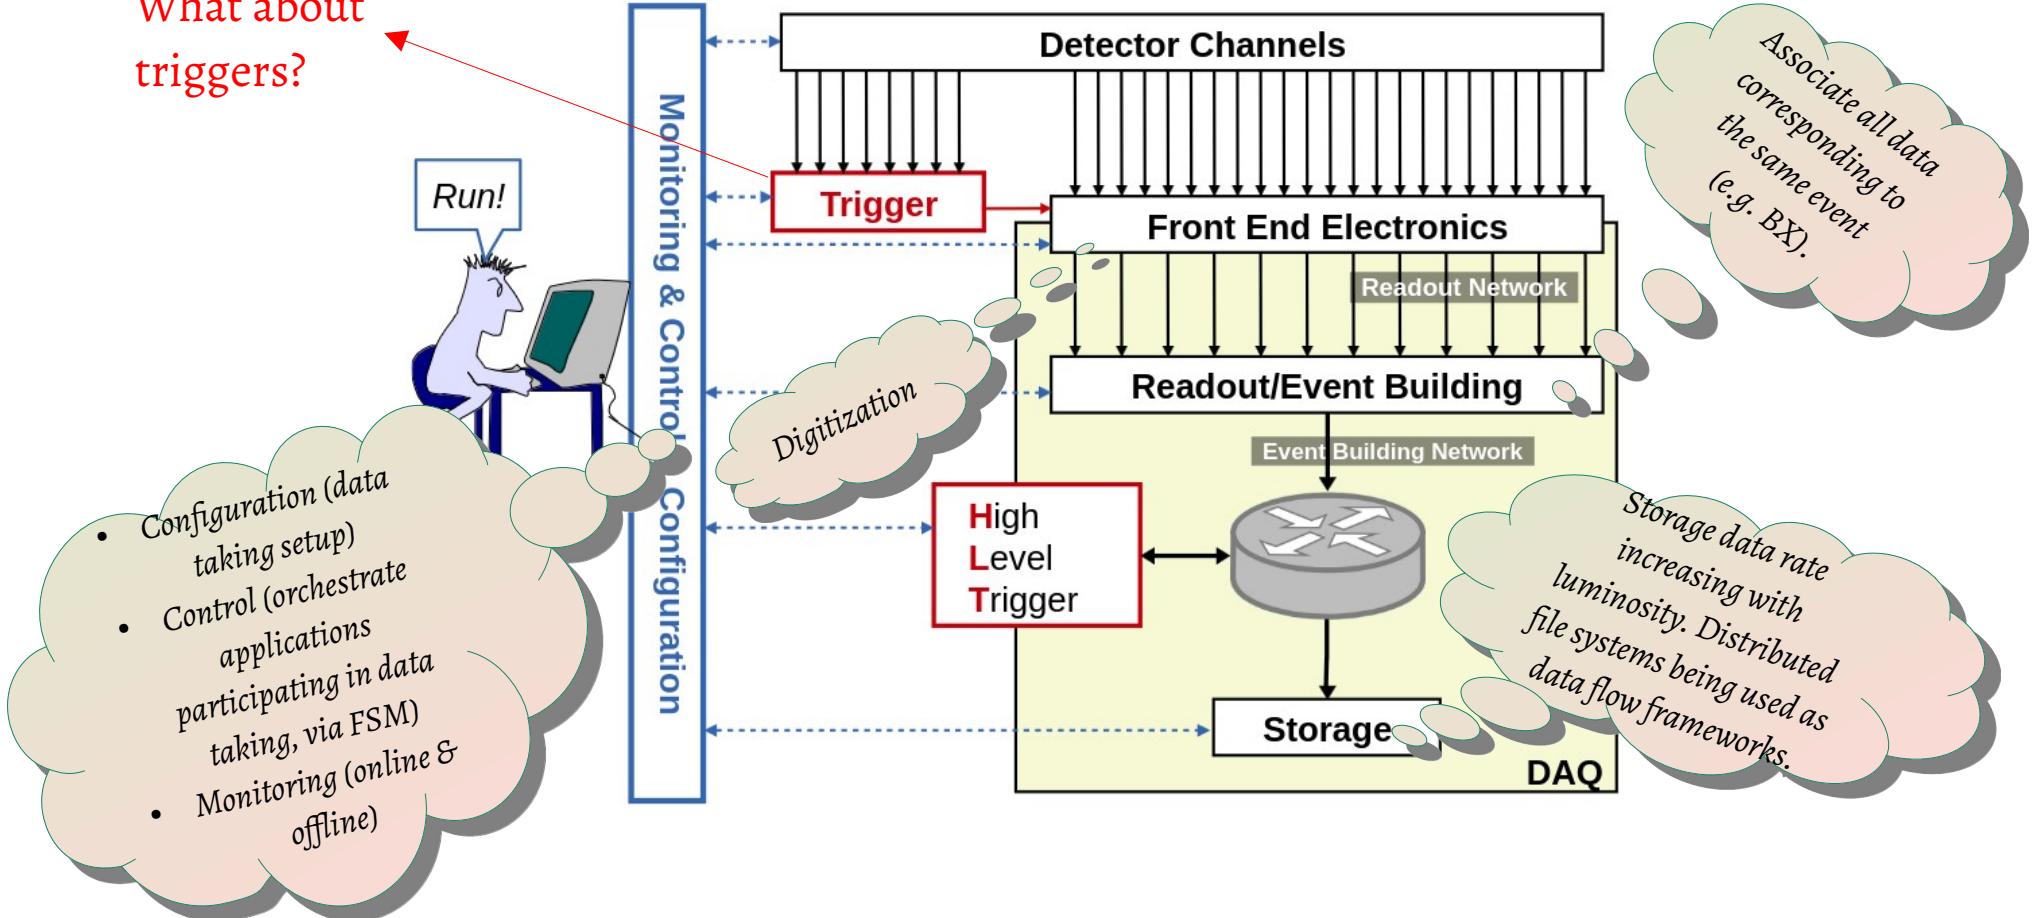 What about
triggers?
Detector Channels
Associate all data
corresponding to
the same event
(e.g. BX).
Monitoring & Control Configuration
Run!
Trigger
Front End Electronics
Readout Network
Readout/Event Building
Digitization
Event Building Network
High
Level
Trigger
Storage data rate
increasing with
luminosity. Distributed
file systems being used as
data flow frameworks.
Storage
DAQ
• Configuration (data
taking setup)
• Control (orchestrate
applications
participating in data
taking, via FSM)
• Monitoring (online &
offline)